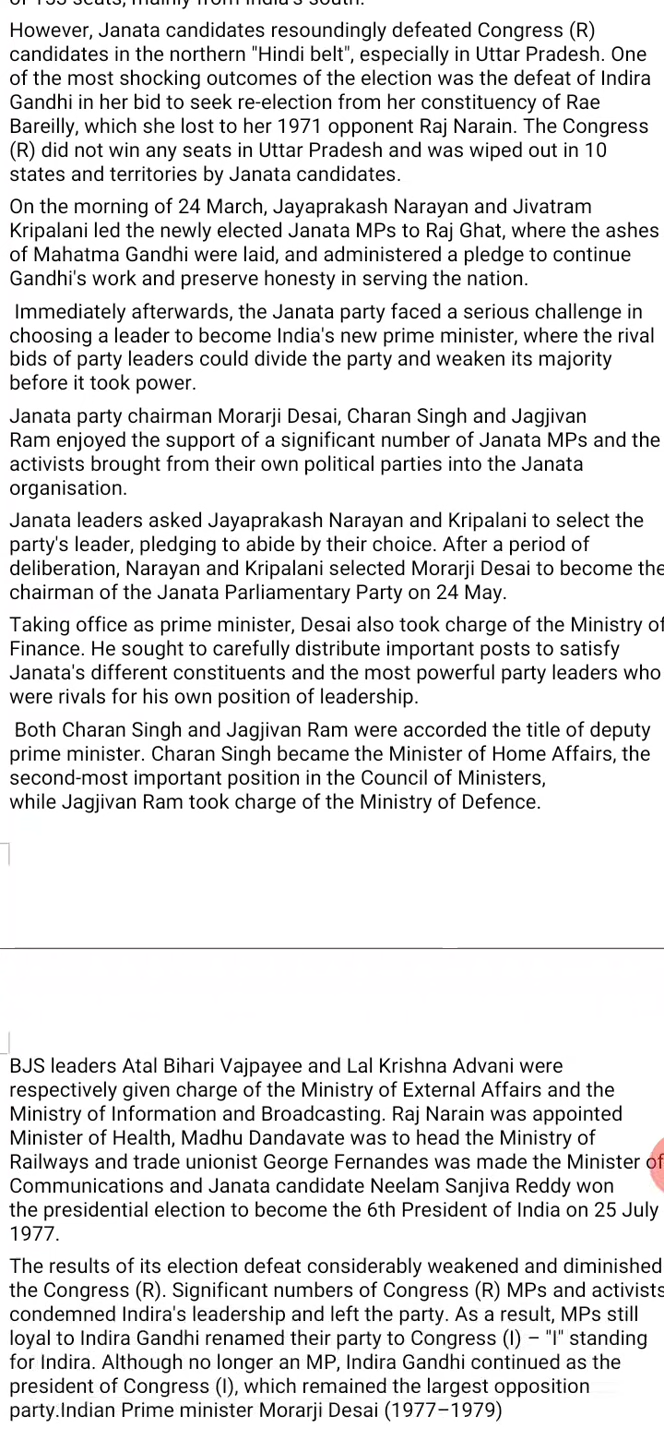 of 153 seats, mainly from India's south.
However, Janata candidates resoundingly defeated Congress (R)
candidates in the northern "Hindi belt", especially in Uttar Pradesh. One
of the most shocking outcomes of the election was the defeat of Indira
Gandhi in her bid to seek re-election from her constituency of Rae
Bareilly, which she lost to her 1971 opponent Raj Narain. The Congress
(R) did not win any seats in Uttar Pradesh and was wiped out in 10
states and territories by Janata candidates.
On the morning of 24 March, Jayaprakash Narayan and Jivatram
Kripalani led the newly elected Janata MPs to Raj Ghat, where the ashes
of Mahatma Gandhi were laid, and administered a pledge to continue
Gandhi's work and preserve honesty in serving the nation.
Immediately afterwards, the Janata party faced a serious challenge in
choosing a leader to become India's new prime minister, where the rival
bids of party leaders could divide the party and weaken its majority
before it took power.
Janata party chairman Morarji Desai, Charan Singh and Jagjivan
Ram enjoyed the support of a significant number of Janata MPs and the
activists brought from their own political parties into the Janata
organisation.
Janata leaders asked Jayaprakash Narayan and Kripalani to select the
party's leader, pledging to abide by their choice. After a period of
deliberation, Narayan and Kripalani selected Morarji Desai to become the
chairman of the Janata Parliamentary Party on 24 May.
Taking office as prime minister, Desai also took charge of the Ministry of
Finance. He sought to carefully distribute important posts to satisfy
Janata's different constituents and the most powerful party leaders who
were rivals for his own position of leadership.
Both Charan Singh and Jagjivan Ram were accorded the title of deputy
prime minister. Charan Singh became the Minister of Home Affairs, the
second-most important position in the Council of Ministers,
while Jagjivan Ram took charge of the Ministry of Defence.
BJS leaders Atal Bihari Vajpayee and Lal Krishna Advani were
respectively given charge of the Ministry of External Affairs and the
Ministry of Information and Broadcasting. Raj Narain was appointed
Minister of Health, Madhu Dandavate was to head the Ministry of
Railways and trade unionist George Fernandes was made the Minister of
Communications and Janata candidate Neelam Sanjiva Reddy won
the presidential election to become the 6th President of India on 25 July
1977.
The results of its election defeat considerably weakened and diminished
the Congress (R). Significant numbers of Congress (R) MPs and activists
condemned Indira's leadership and left the party. As a result, MPs still
loyal to Indira Gandhi renamed their party to Congress (I) – "I" standing
for Indira. Although no longer an MP, Indira Gandhi continued as the
president of Congress (I), which remained the largest opposition
party.Indian Prime minister Morarji Desai (1977–1979)